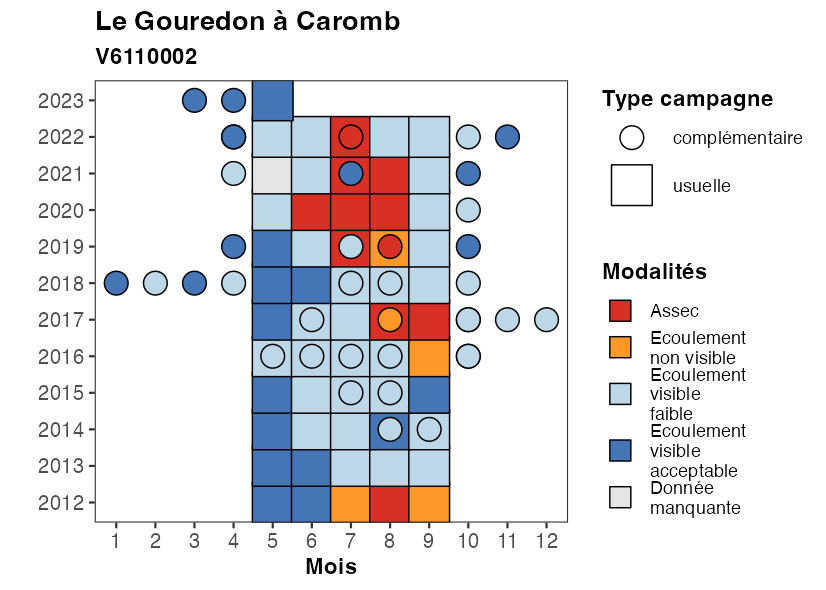 Le Gouredon à Caromb
V6110002
2023
2022
2021
2020
2019
2018
2017
2016
2015
2014
2013
2012
1 2 3 4 5 6 7 8 9 10 11 12
Mois
Type campagne
complémentaire
usuelle
Modalités
Assec
Ecoulement
non visible
Ecoulement
visible
faible
Ecoulement
visible
acceptable
Donnée
manquante